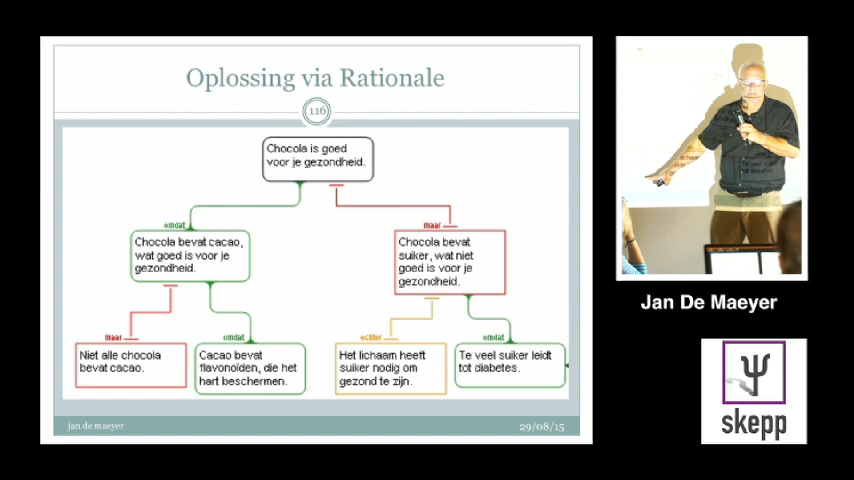 Oplossing via Rationale
116
Chocola is goed
voor je gezondheid.
omdat
maar
Chocola bevat cacao,
wat goed is voor je
gezondheid.
Chocola bevat
suiker, wat niet
goed is voor je
gezondheid.
maar
omdat
echter
omdat
Niet alle chocola
bevat cacao.
Cacao bevat
flavonoïden, die het
hart beschermen.
Het lichaam heeft
suiker nodig om
gezond te zijn.
Te veel suiker leidt
tot diabetes.
jan de maeyer
29/08/15
Jan De Maeyer
skepp